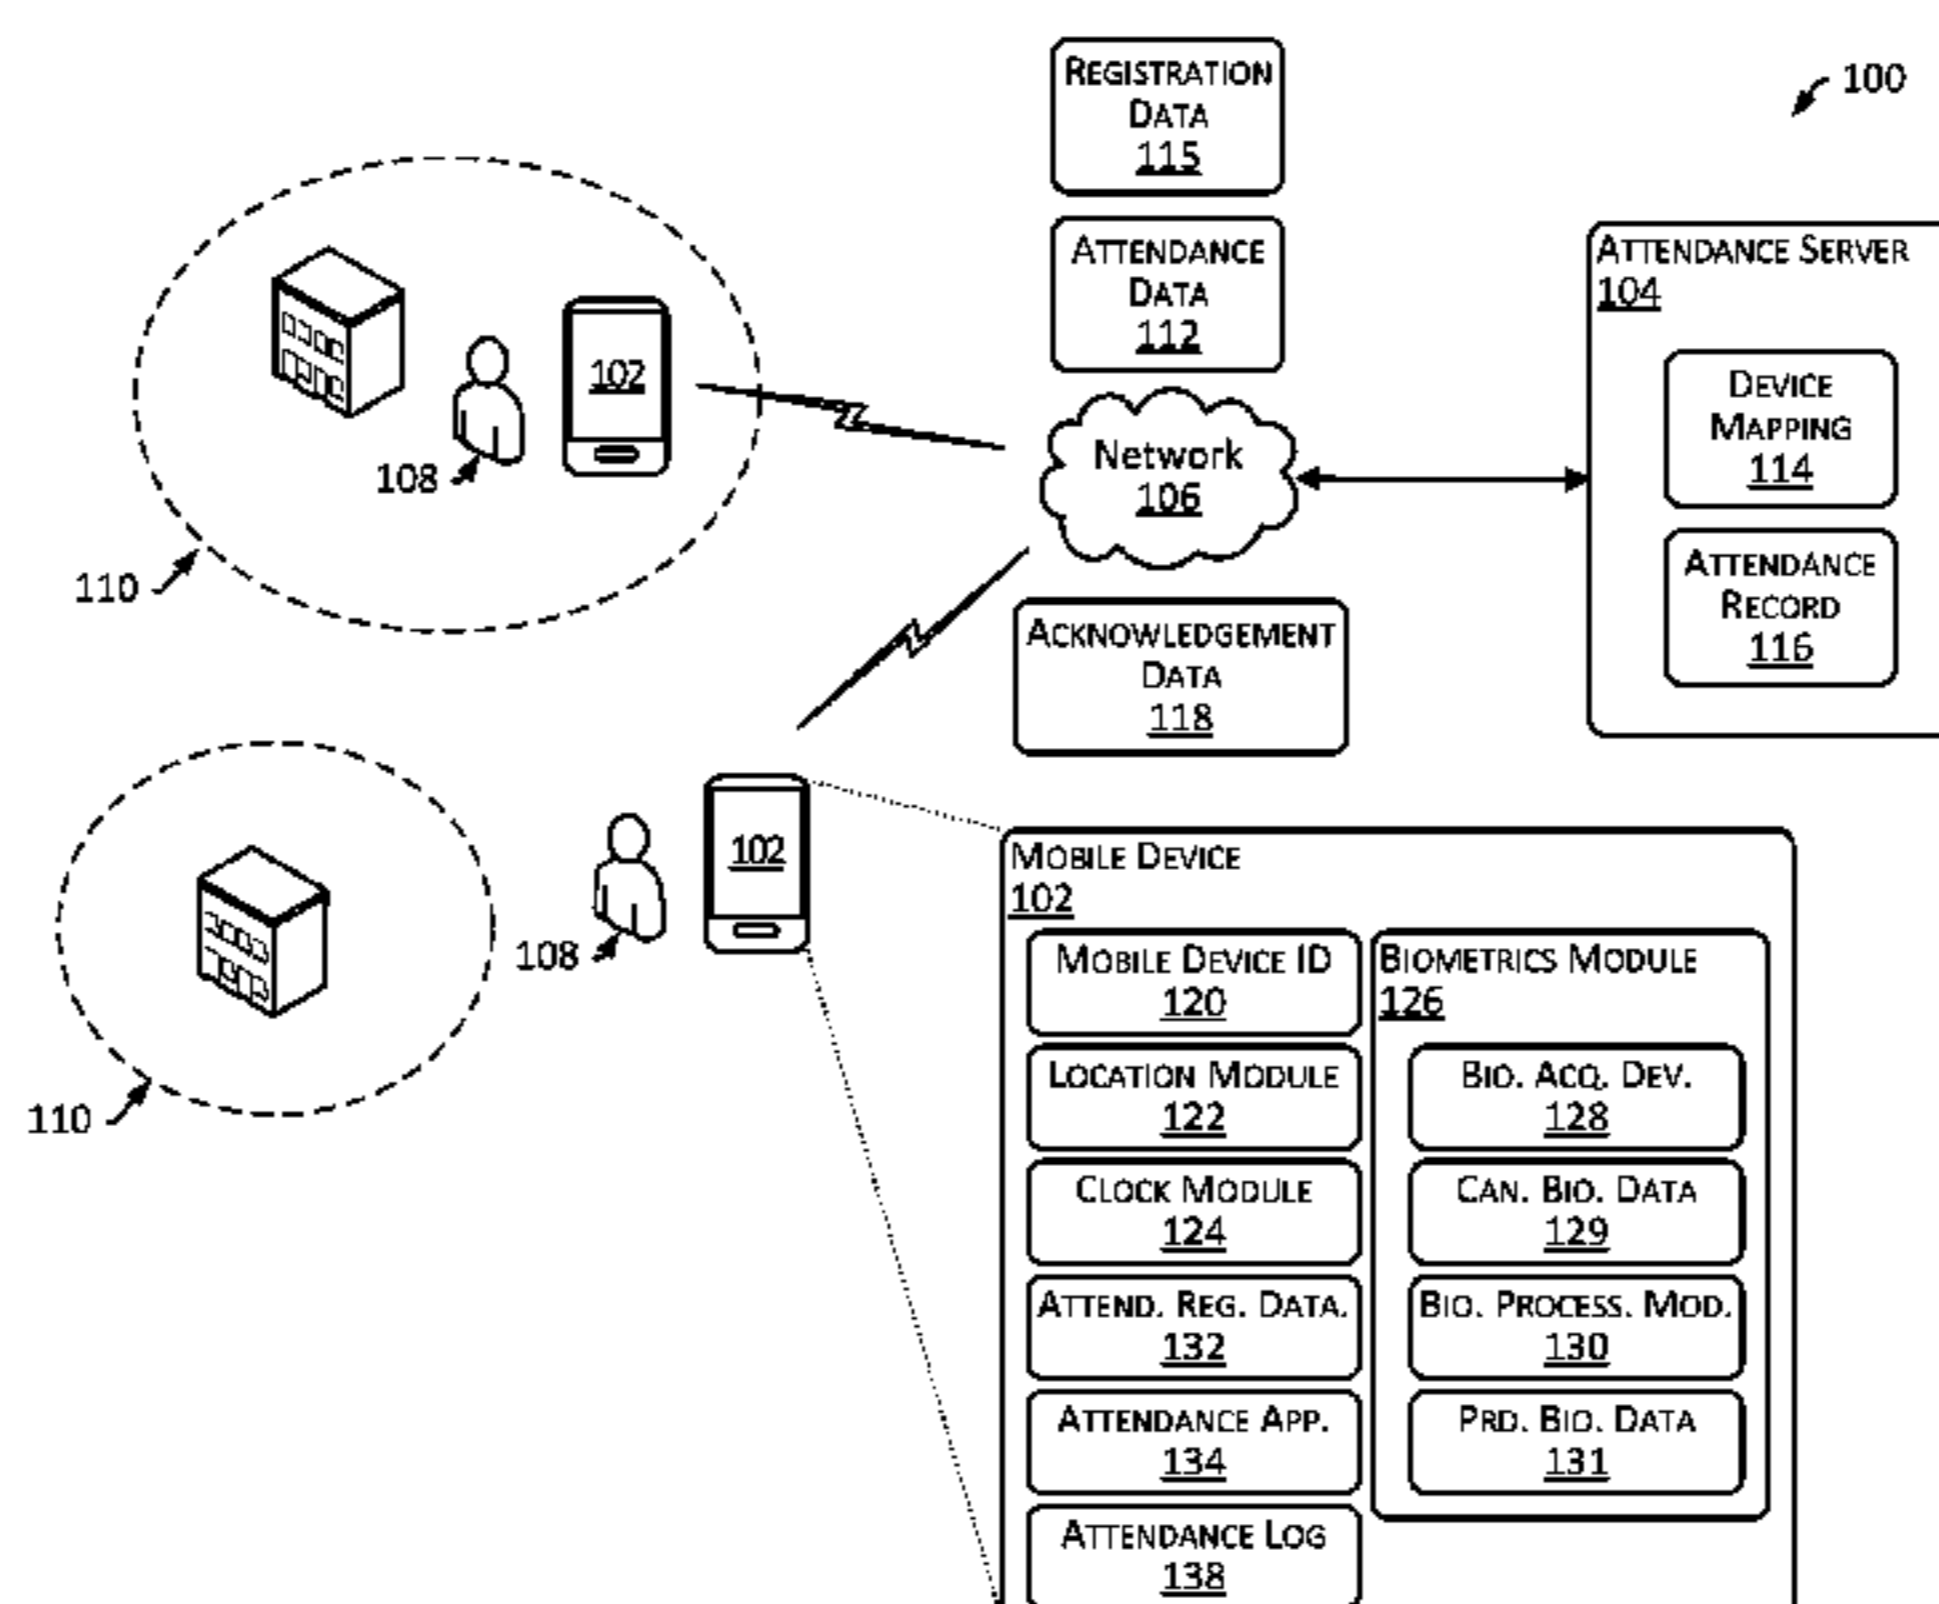 REGISTRATION
DATA
115
100
ATTENDANCE
DATA
112
ATTENDANCE SERVER
104
DEVICE
MAPPING
114
ATTENDANCE
RECORD
116
102
108
110
Network
106
ACKNOWLEDGEMENT
DATA
118
102
108
110
MOBILE DEVICE
102
MOBILE DEVICE ID
120
LOCATION MODULE
122
CLOCK MODULE
124
ATTEND. REG. DATA.
132
ATTENDANCE APP.
134
ATTENDANCE LOG
138
BIOMETRICS MODULE
126
BIO. ACQ. DEV.
128
CAN. BIO. DATA
129
BIO. PROCESS. MOD.
130
PRD. BIO. DATA
131